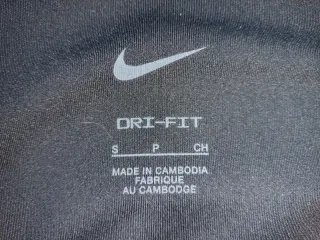 DRI-FIT
S P CH
MADE IN CAMBODIA
FABRIQUE
AU CAMBODGE